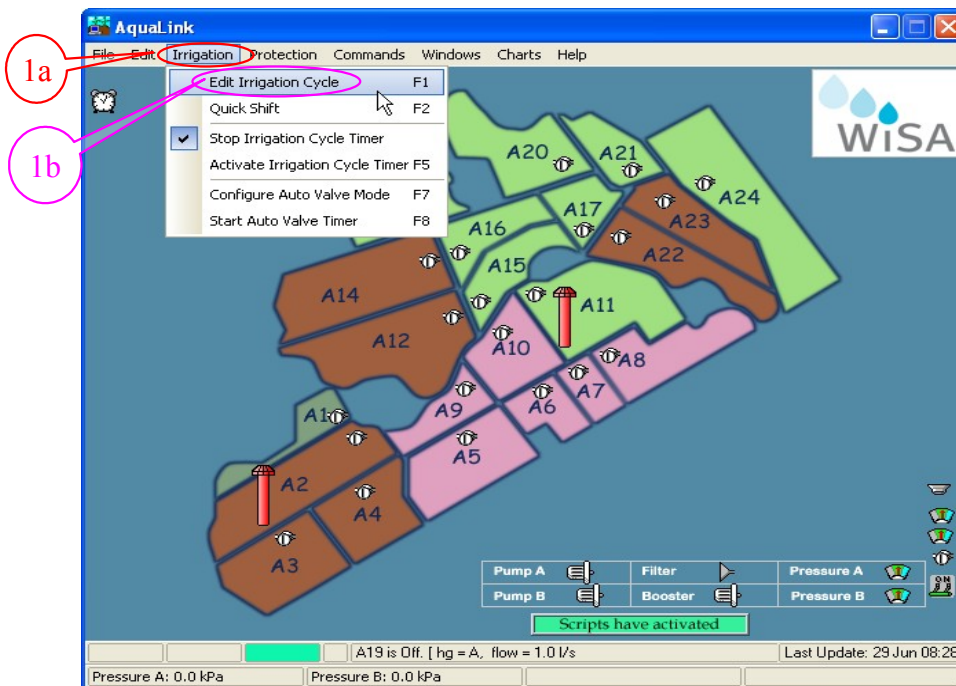 AquaLink
File Edit Irrigation Protection Commands Windows Charts Help
1a
Edit Irrigation Cycle F1
Quick Shift F2
Stop Irrigation Cycle Timer
Activate Irrigation Cycle Timer F5
Configure Auto Valve Mode F7
Start Auto Valve Timer F8
1b
WiSA
A20
A21
A24
A17
A23
A16
A22
A15
A14
A11
A12
A10
A8
A7
A9
A6
A1
A5
A2
A4
A3
Pump A Filter Pressure A
Pump B Booster Pressure B
ON
Scripts have activated
A19 is Off. [ hg = A, flow = 1.0 l/s Last Update: 29 Jun 08:28
Pressure A: 0.0 kPa Pressure B: 0.0 kPa